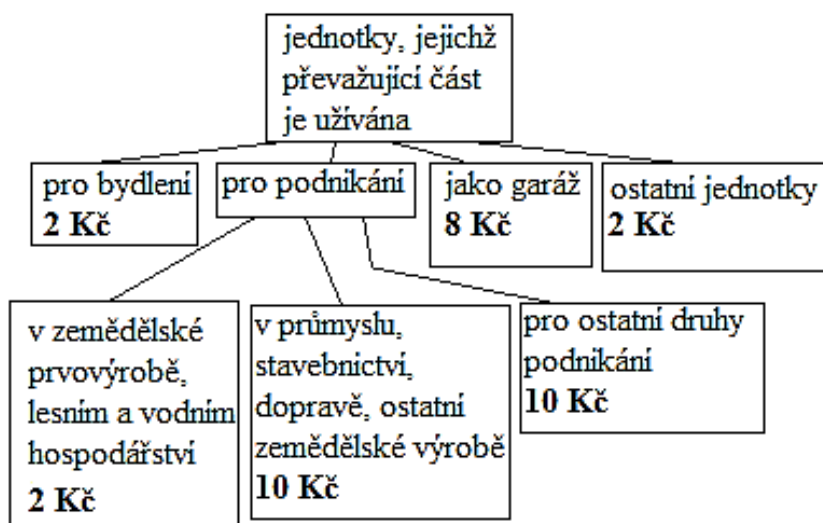 jednotky, jejichž
převažující část
je užívána
pro bydlení
2 Kč
pro podnikání
jako garáž
8 Kč
ostatní jednotky
2 Kč
v zemědělské
prvovýrobě,
lesním a vodním
hospodářství
2 Kč
v průmyslu,
stavebnictví,
dopravě, ostatní
zemědělské výrobě
10 Kč
pro ostatní druhy
podnikání
10 Kč